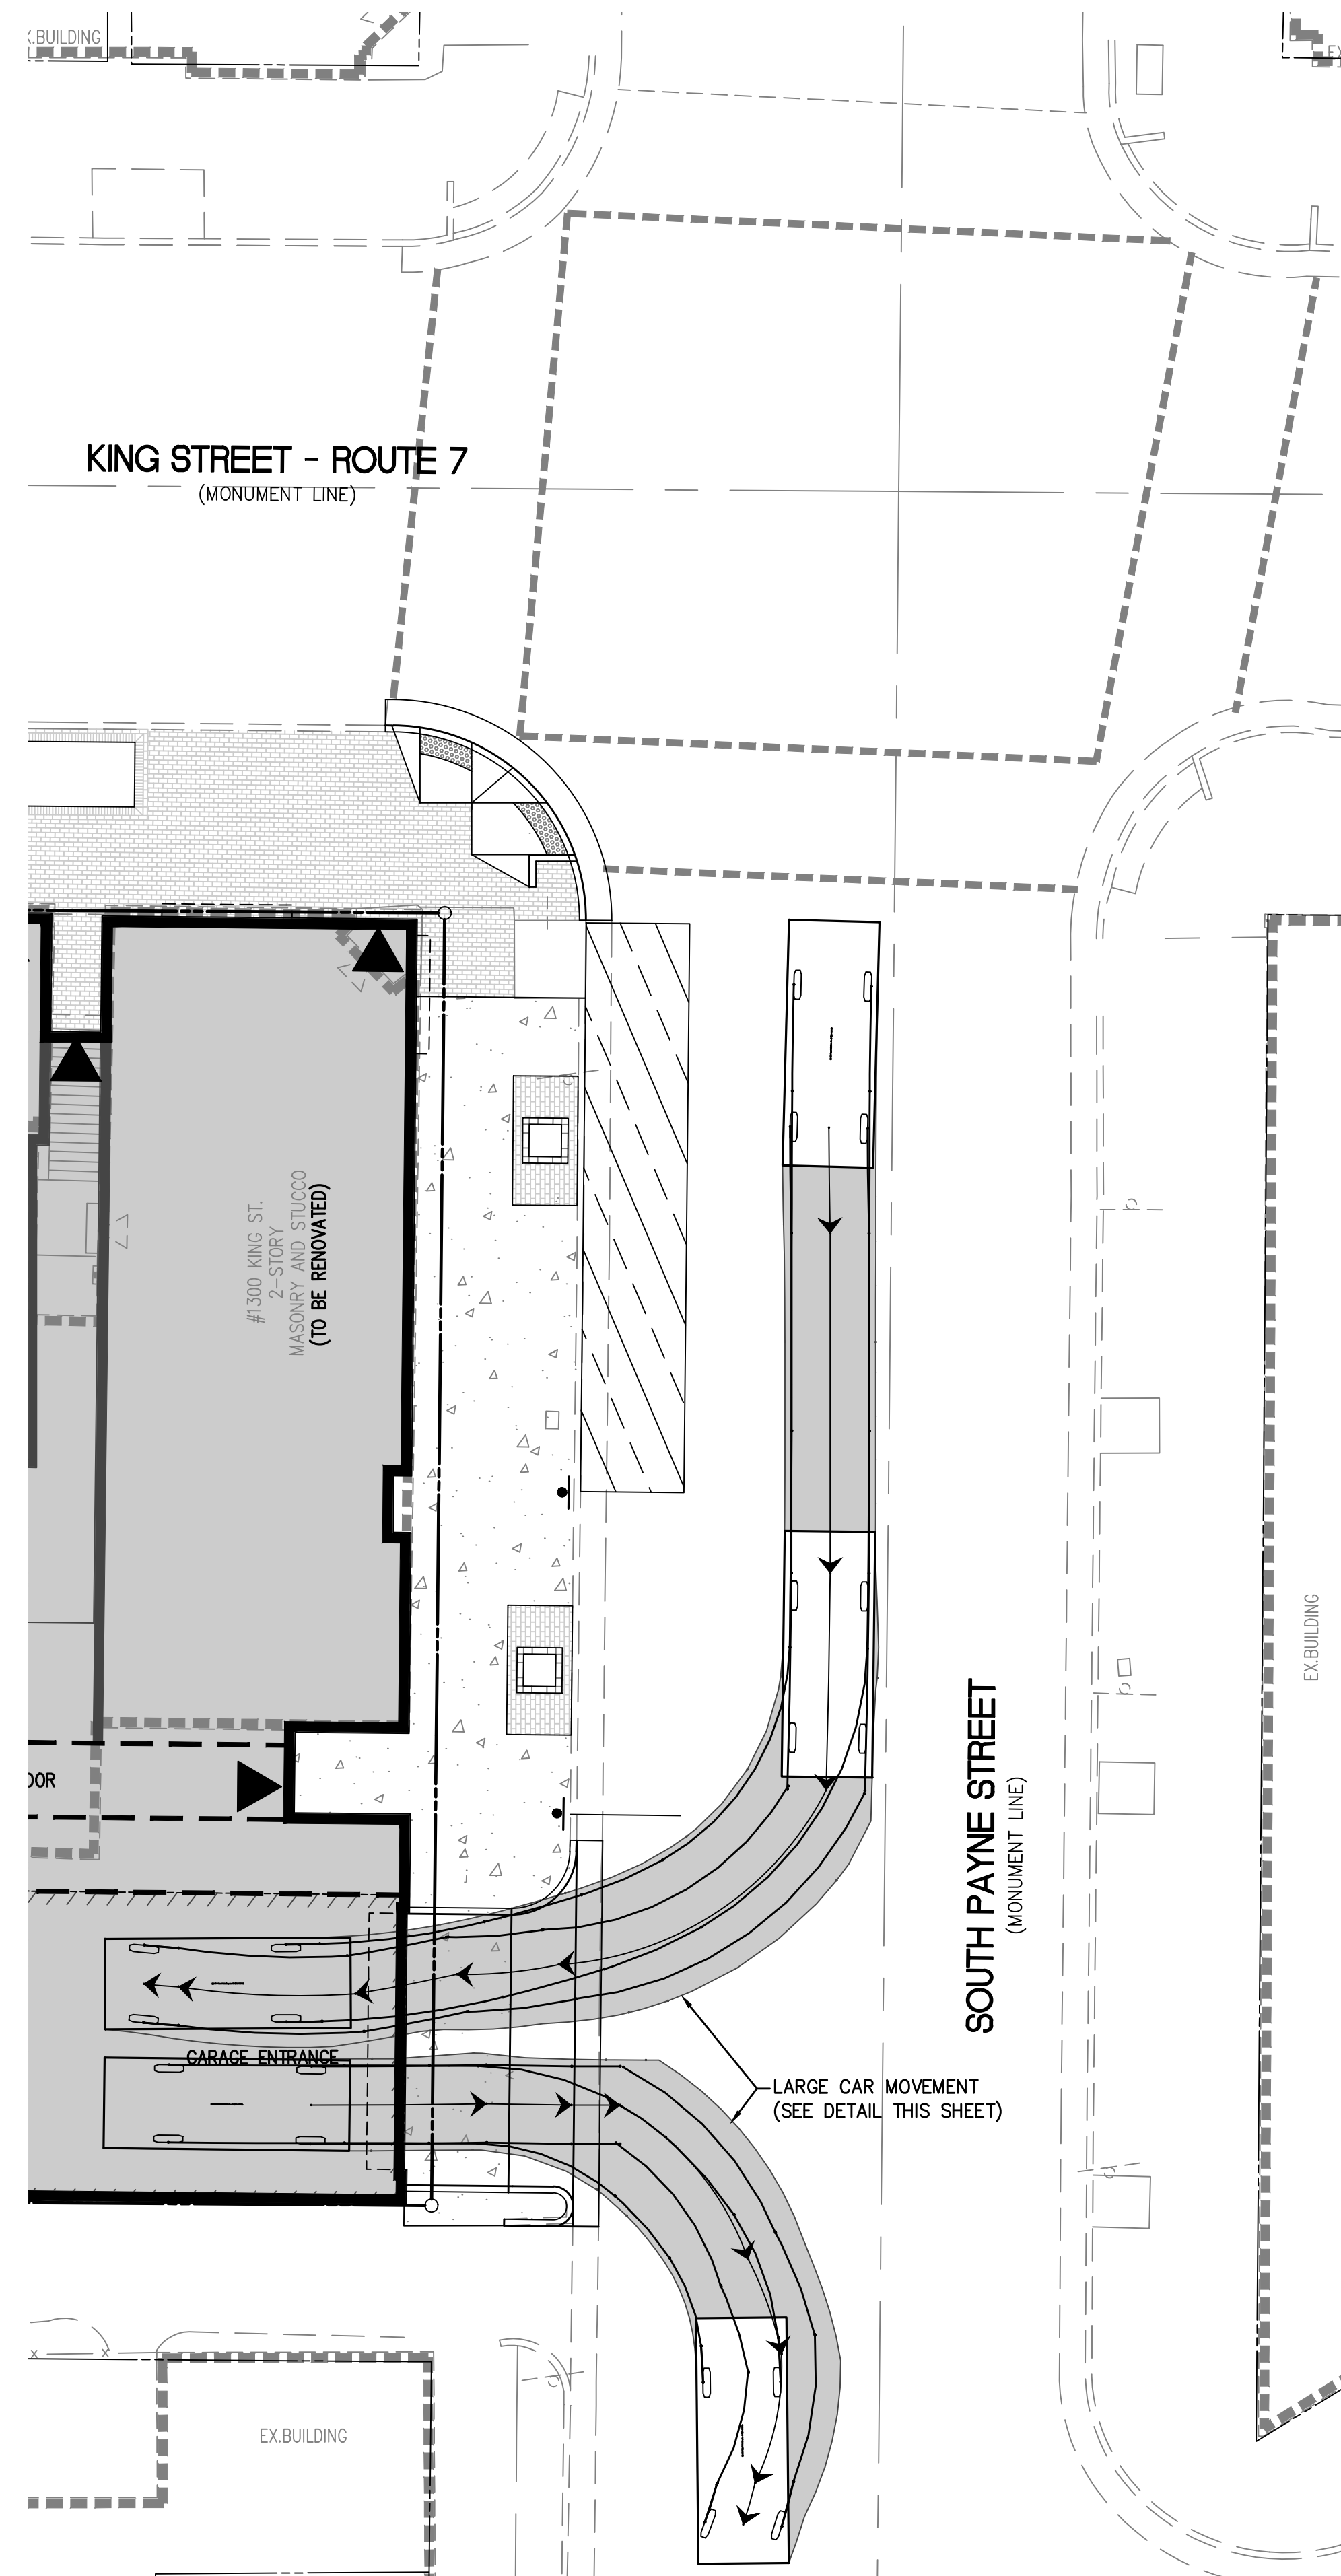 .BUILDING
EX
KING STREET - ROUTE 7
(MONUMENT LINE)
#1300 KING ST.
2-STORY
MASONRY AND STUCCO
(TO BE RENOVATED)
EX.BUILDING
SOUTH PAYNE STREET
(MONUMENT LINE)
OOR
GARAGE ENTRANCE
LARGE CAR MOVEMENT
(SEE DETAIL THIS SHEET)
EX.BUILDING